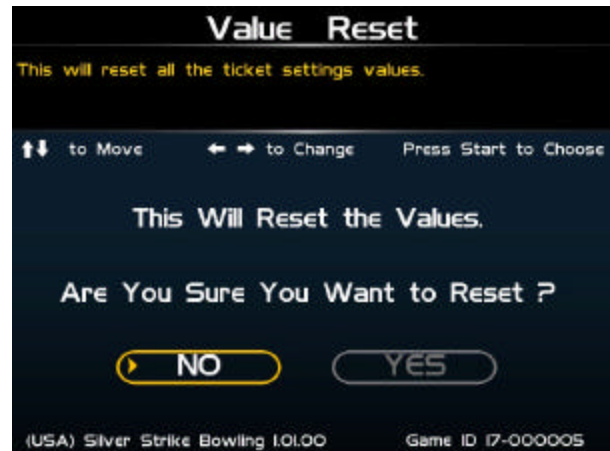 Value Reset
This will reset all the ticket settings values.
⬆⬇ to Move ⬅ ➡ to Change Press Start to Choose
This Will Reset the Values.
Are You Sure You Want to Reset ?
NO YES
(USA) Silver Strike Bowling 1.01.00 Game ID 17-000005